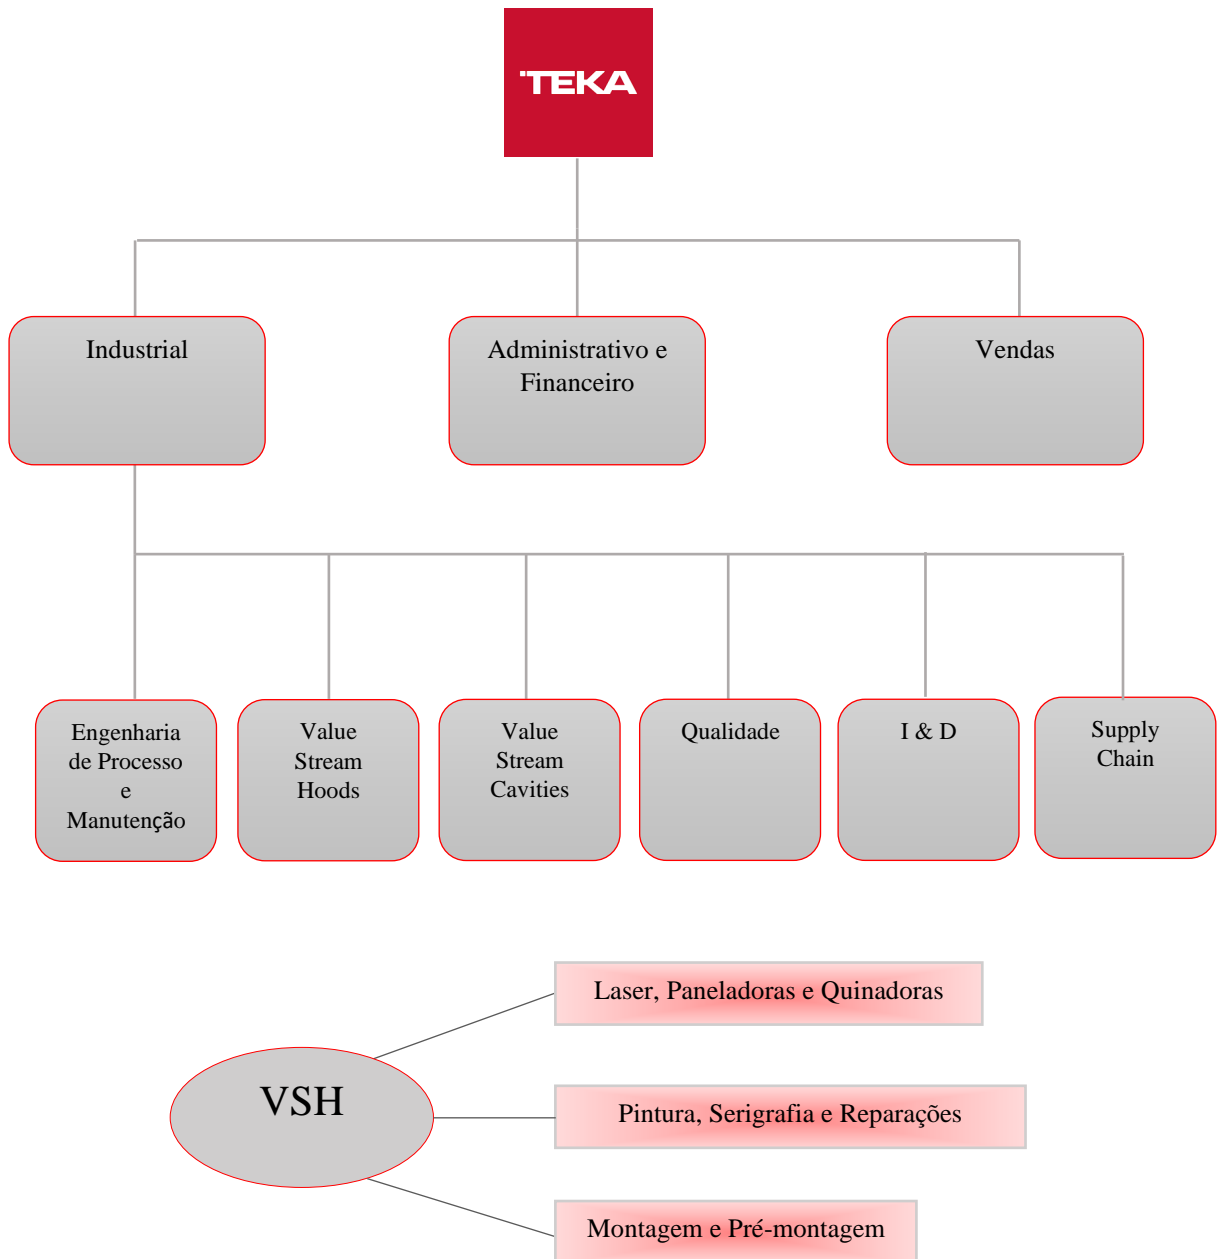 TEKA
Industrial
Administrativo e
Financeiro
Vendas
Engenharia
de Processo
e
Manutenção
Value
Stream
Hoods
Value
Stream
Cavities
Qualidade
I & D
Supply
Chain
Laser, Paneladoras e Quinadoras
VSH
Pintura, Serigrafia e Reparações
Montagem e Pré-montagem